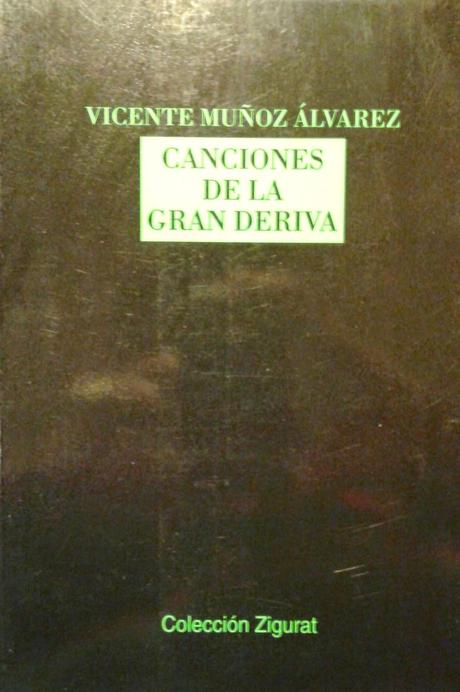 VICENTE MUÑOZ ÁLVAREZ
CANCIONES
DE LA
GRAN DERIVA
Colección Zigurat